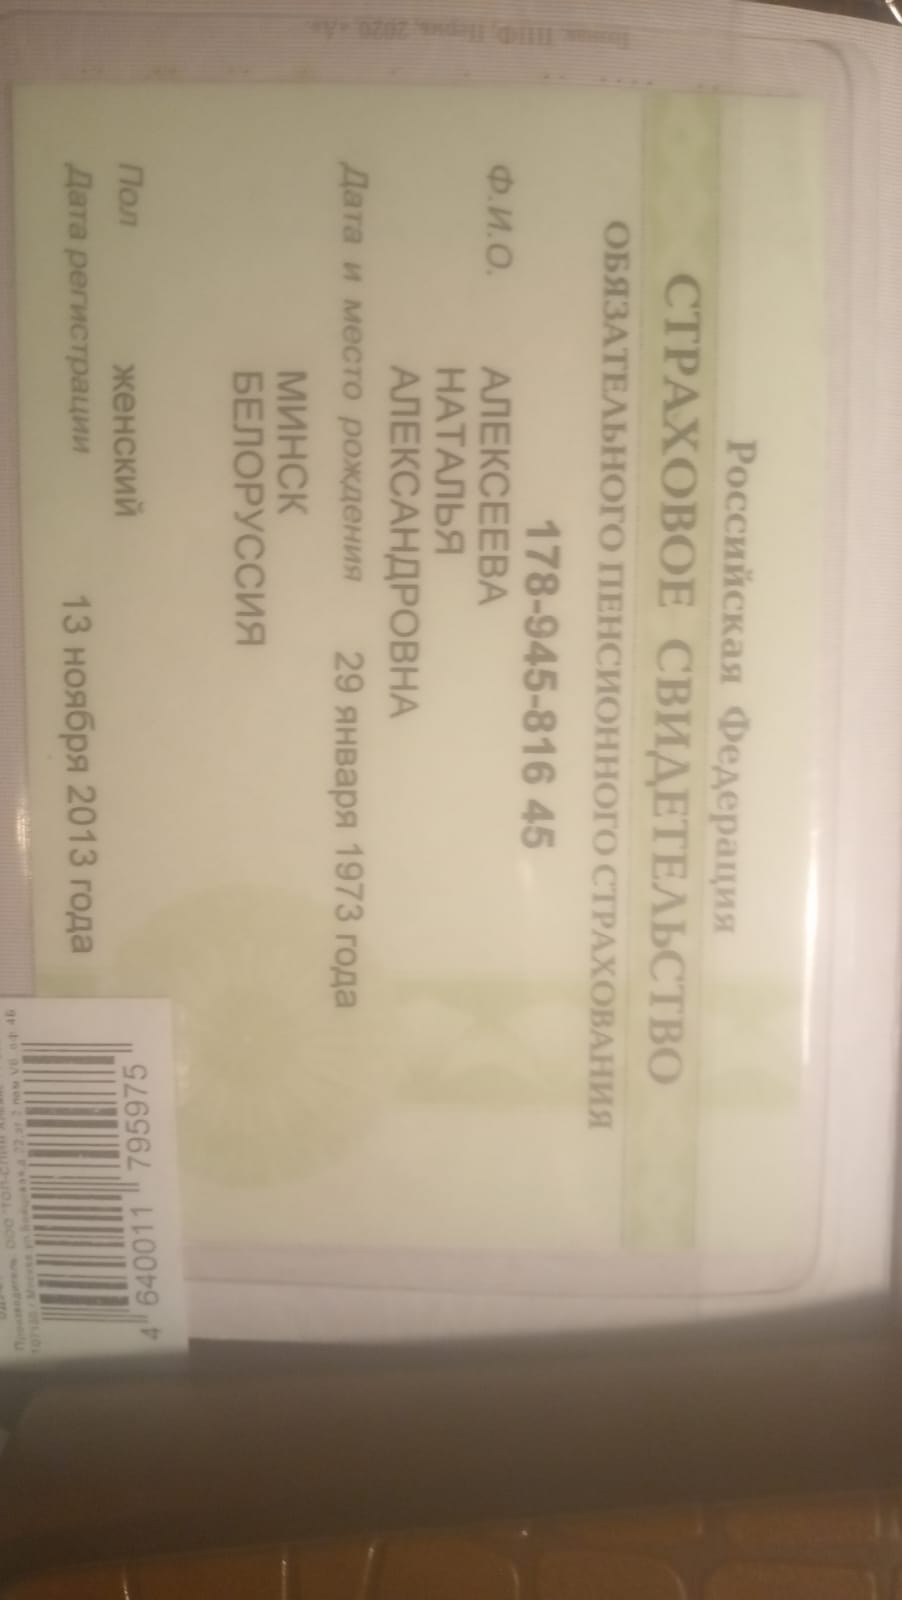 Российская Федерация
СТРАХОВОЕ СВИДЕТЕЛЬСТВО
ОБЯЗАТЕЛЬНОГО ПЕНСИОННОГО СТРАХОВАНИЯ
178-945-816 45
Ф.И.О. АЛЕКСЕЕВА
НАТАЛЬЯ
АЛЕКСАНДРОВНА
Дата и место рождения 29 января 1973 года
МИНСК
БЕЛОРУССИЯ
Пол женский
Дата регистрации 13 ноября 2013 года
4 640011 795975